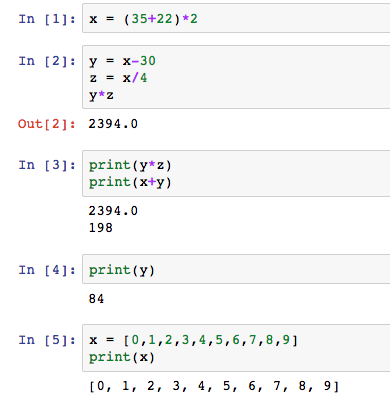 In [1]: x = (35+22)*2
In [2]: y = x-30
z = x/4
y*z
Out[2]: 2394.0
In [3]: print(y*z)
print(x+y)
2394.0
198
In [4]: print(y)
84
In [5]: x = [0,1,2,3,4,5,6,7,8,9]
print(x)
[0, 1, 2, 3, 4, 5, 6, 7, 8, 9]